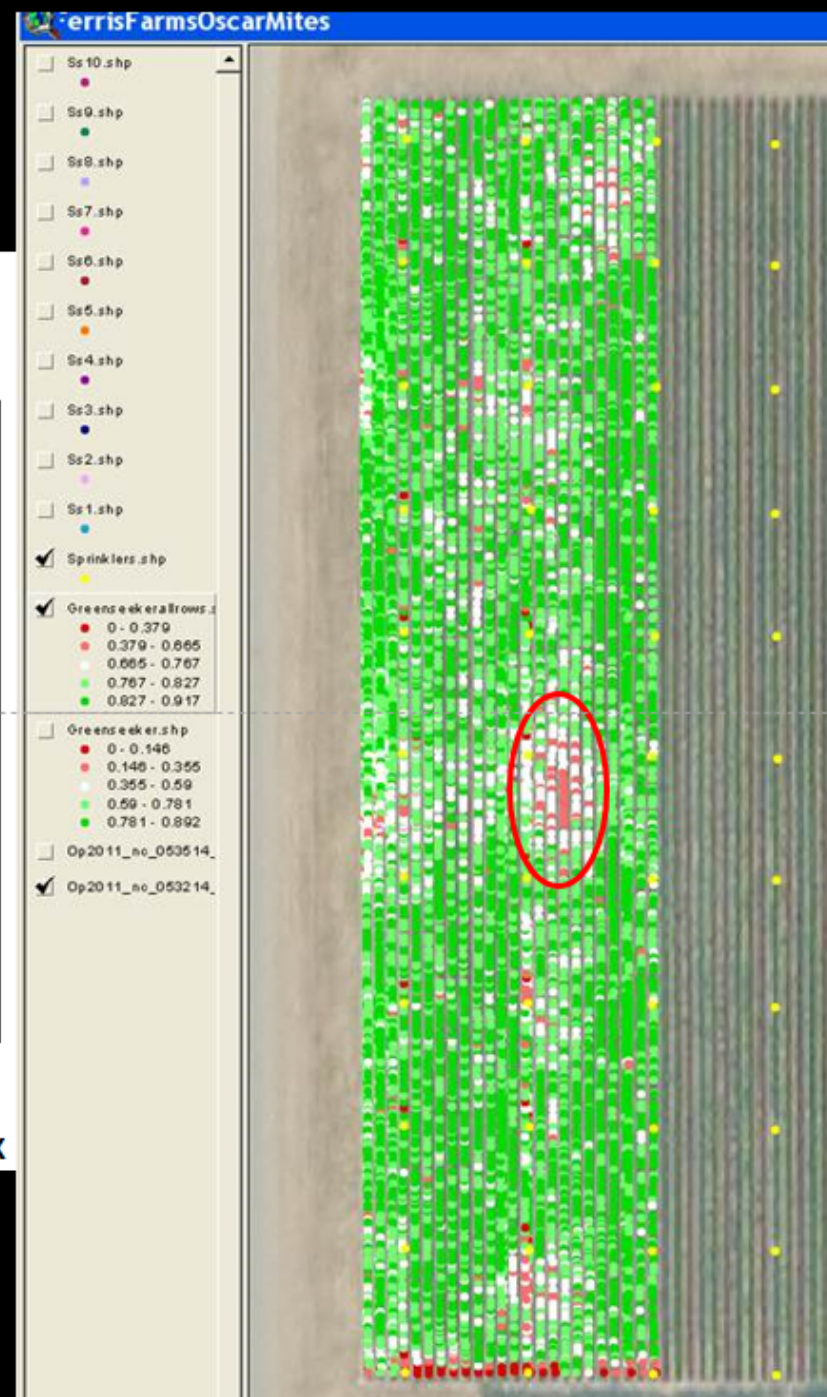 FerrisFarmsOscarMites
Ss10.shp
Ss9.shp
Ss8.shp
Ss7.shp
Ss6.shp
Ss5.shp
Ss4.shp
Ss3.shp
Ss2.shp
Ss1.shp
Sprinklers.shp
Greenseekerallrows.s
0 - 0.379
0.379 - 0.665
0.665 - 0.767
0.767 - 0.827
0.827 - 0.917
Greenseeker.shp
0 - 0.146
0.146 - 0.355
0.355 - 0.59
0.59 - 0.781
0.781 - 0.892
Op2011_nc_053514_
Op2011_nc_053214_
x